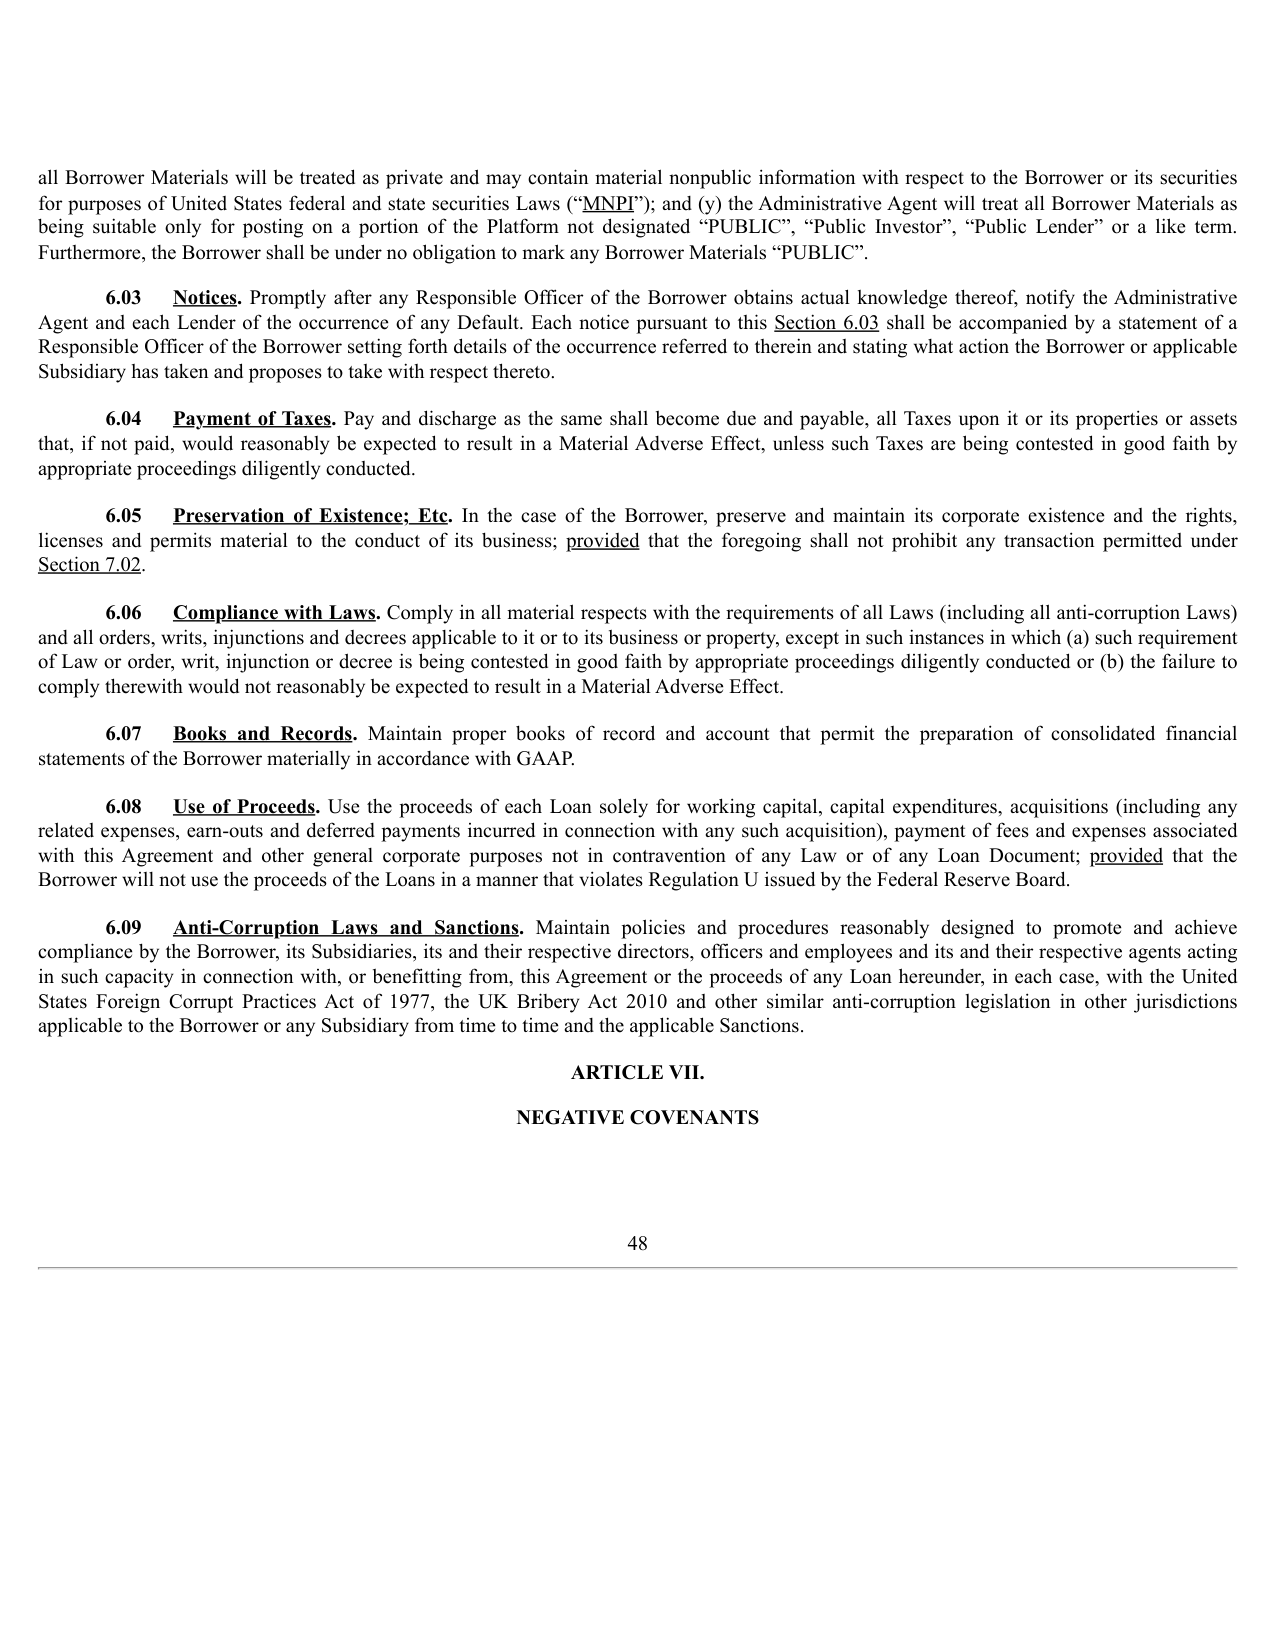 all Borrower Materials will be treated as private and may contain material nonpublic information with respect to the Borrower or its securities
for purposes of United States federal and state securities Laws (“MNPI”); and (y) the Administrative Agent will treat all Borrower Materials as
being suitable only for posting on a portion of the Platform not designated “PUBLIC”, “Public Investor”, “Public Lender” or a like term.
Furthermore, the Borrower shall be under no obligation to mark any Borrower Materials “PUBLIC”.
6.03 Notices. Promptly after any Responsible Officer of the Borrower obtains actual knowledge thereof, notify the Administrative
Agent and each Lender of the occurrence of any Default. Each notice pursuant to this Section 6.03 shall be accompanied by a statement of a
Responsible Officer of the Borrower setting forth details of the occurrence referred to therein and stating what action the Borrower or applicable
Subsidiary has taken and proposes to take with respect thereto.
6.04 Payment of Taxes. Pay and discharge as the same shall become due and payable, all Taxes upon it or its properties or assets
that, if not paid, would reasonably be expected to result in a Material Adverse Effect, unless such Taxes are being contested in good faith by
appropriate proceedings diligently conducted.
6.05 Preservation of Existence; Etc. In the case of the Borrower, preserve and maintain its corporate existence and the rights,
licenses and permits material to the conduct of its business; provided that the foregoing shall not prohibit any transaction permitted under
Section 7.02.
6.06 Compliance with Laws. Comply in all material respects with the requirements of all Laws (including all anti-corruption Laws)
and all orders, writs, injunctions and decrees applicable to it or to its business or property, except in such instances in which (a) such requirement
of Law or order, writ, injunction or decree is being contested in good faith by appropriate proceedings diligently conducted or (b) the failure to
comply therewith would not reasonably be expected to result in a Material Adverse Effect.
6.07 Books and Records. Maintain proper books of record and account that permit the preparation of consolidated financial
statements of the Borrower materially in accordance with GAAP.
6.08 Use of Proceeds. Use the proceeds of each Loan solely for working capital, capital expenditures, acquisitions (including any
related expenses, earn-outs and deferred payments incurred in connection with any such acquisition), payment of fees and expenses associated
with this Agreement and other general corporate purposes not in contravention of any Law or of any Loan Document; provided that the
Borrower will not use the proceeds of the Loans in a manner that violates Regulation U issued by the Federal Reserve Board.
6.09 Anti-Corruption Laws and Sanctions. Maintain policies and procedures reasonably designed to promote and achieve
compliance by the Borrower, its Subsidiaries, its and their respective directors, officers and employees and its and their respective agents acting
in such capacity in connection with, or benefitting from, this Agreement or the proceeds of any Loan hereunder, in each case, with the United
States Foreign Corrupt Practices Act of 1977, the UK Bribery Act 2010 and other similar anti-corruption legislation in other jurisdictions
applicable to the Borrower or any Subsidiary from time to time and the applicable Sanctions.
ARTICLE VII.
NEGATIVE COVENANTS
48